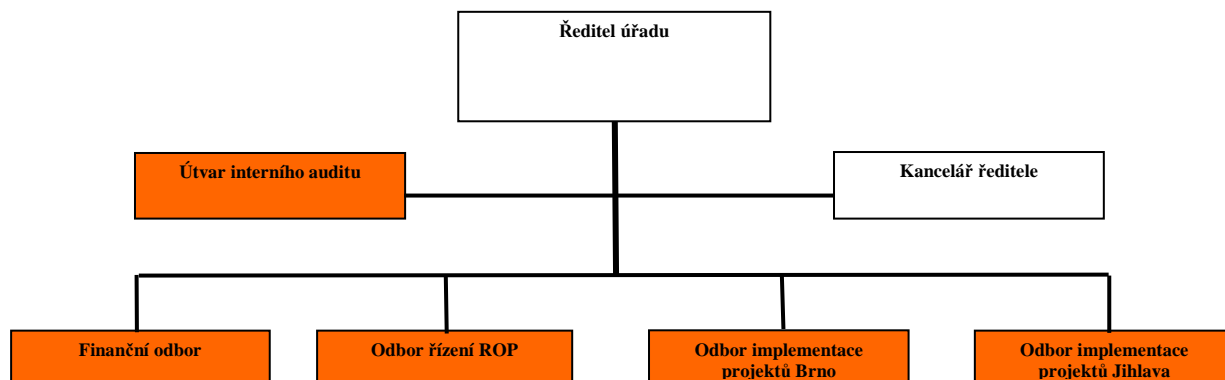 Ředitel úřadu
Útvar interního auditu
Kancelář ředitele
Finanční odbor
Odbor řízení ROP
Odbor implementace
projektů Brno
Odbor implementace
projektů Jihlava